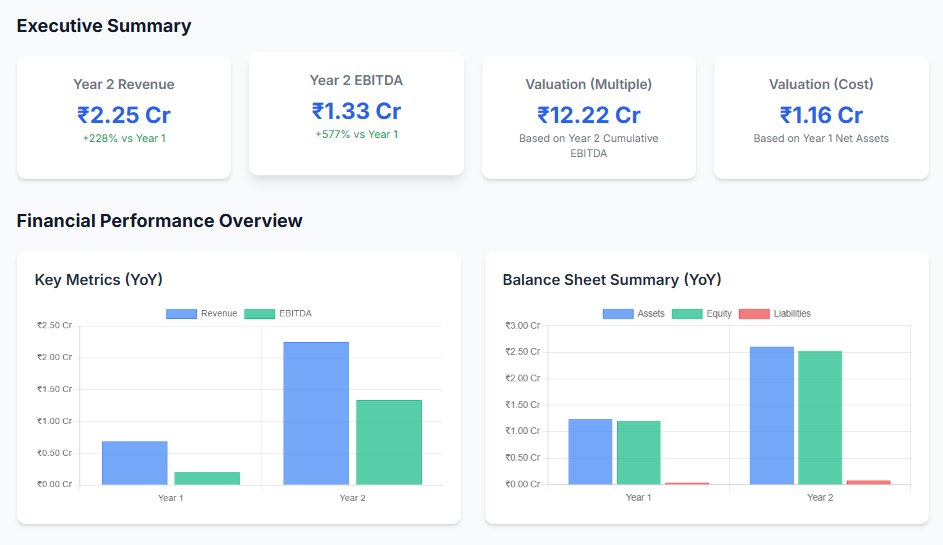 Executive Summary
Year 2 Revenue
₹2.25 Cr
+228% vs Year 1
Year 2 EBITDA
₹1.33 Cr
+577% vs Year 1
Valuation (Multiple)
₹12.22 Cr
Based on Year 2 Cumulative
EBITDA
Valuation (Cost)
₹1.16 Cr
Based on Year 1 Net Assets
Financial Performance Overview
Key Metrics (YoY)
Revenue EBITDA
₹2.50 Cr
₹2.00 Cr
₹1.50 Cr
₹1.00 Cr
₹0.50 Cr
₹0.00 Cr
Year 1 Year 2
Balance Sheet Summary (YoY)
Assets Equity Liabilities
₹3.00 Cr
₹2.50 Cr
₹2.00 Cr
₹1.50 Cr
₹1.00 Cr
₹0.50 Cr
₹0.00 Cr
Year 1 Year 2